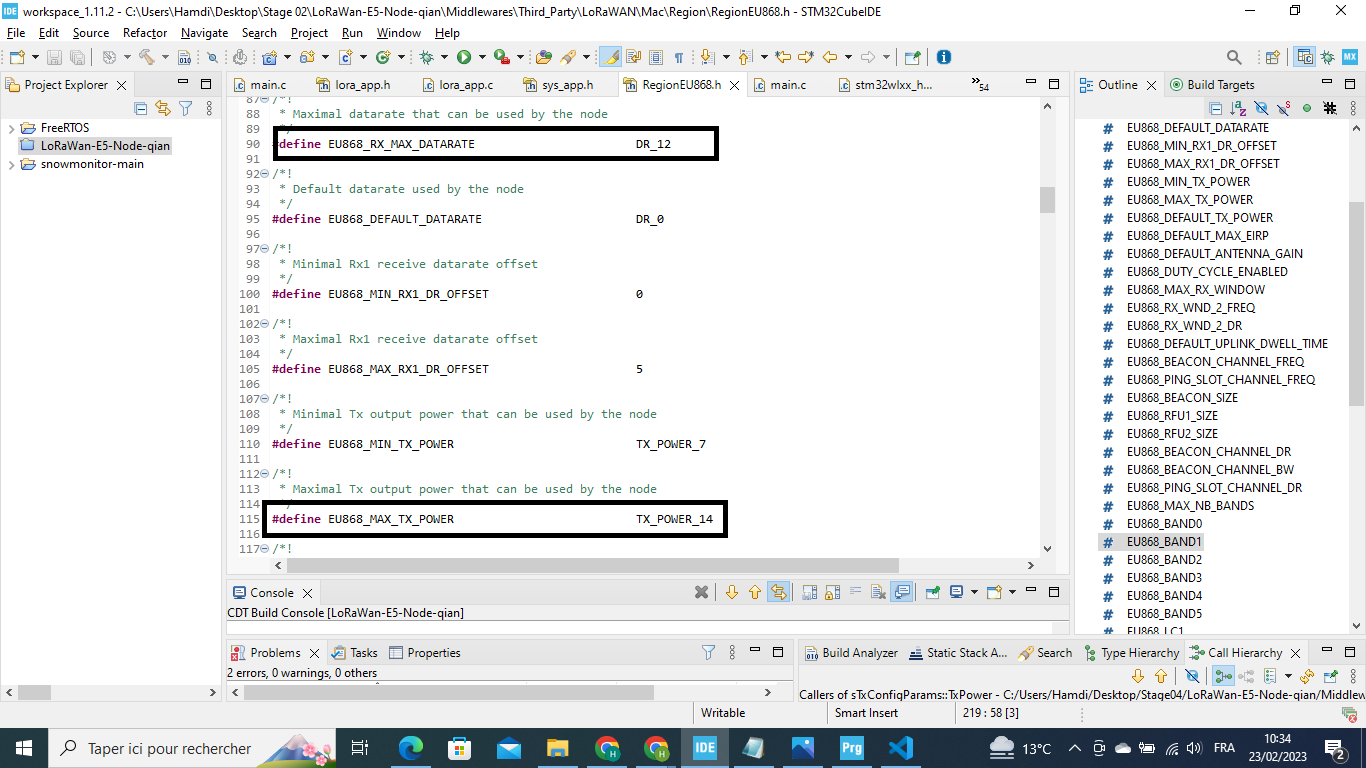 IDE workspace_1.11.2 - C:\Users\Hamdi\Desktop\Stage 02\LoRaWan-E5-Node-qian\Middlewares\Third_Party\LoRaWAN\Mac\Region\RegionEU868.h - STM32CubeIDE
File Edit Source Refactor Navigate Search Project Run Window Help
Project Explorer
FreeRTOS
LoRaWan-E5-Node-qian
snowmonitor-main
main.c lora_app.h lora_app.c sys_app.h RegionEU868.h main.c stm32wlxx_h... »54
87 /*!
88 * Maximal datarate that can be used by the node
89
90 #define EU868_RX_MAX_DATARATE DR_12
91
92 /*!
93 * Default datarate used by the node
94 */
95 #define EU868_DEFAULT_DATARATE DR_0
96
97 /*!
98 * Minimal Rx1 receive datarate offset
99 */
100 #define EU868_MIN_RX1_DR_OFFSET 0
101
102 /*!
103 * Maximal Rx1 receive datarate offset
104 */
105 #define EU868_MAX_RX1_DR_OFFSET 5
106
107 /*!
108 * Minimal Tx output power that can be used by the node
109 */
110 #define EU868_MIN_TX_POWER TX_POWER_7
111
112 /*!
113 * Maximal Tx output power that can be used by the node
114
115 #define EU868_MAX_TX_POWER TX_POWER_14
116
117 /*!
Outline Build Targets
# EU868_DEFAULT_DATARATE
# EU868_MIN_RX1_DR_OFFSET
# EU868_MAX_RX1_DR_OFFSET
# EU868_MIN_TX_POWER
# EU868_MAX_TX_POWER
# EU868_DEFAULT_TX_POWER
# EU868_DEFAULT_MAX_EIRP
# EU868_DEFAULT_ANTENNA_GAIN
# EU868_DUTY_CYCLE_ENABLED
# EU868_MAX_RX_WINDOW
# EU868_RX_WND_2_FREQ
# EU868_RX_WND_2_DR
# EU868_DEFAULT_UPLINK_DWELL_TIME
# EU868_BEACON_CHANNEL_FREQ
# EU868_PING_SLOT_CHANNEL_FREQ
# EU868_BEACON_SIZE
# EU868_RFU1_SIZE
# EU868_RFU2_SIZE
# EU868_BEACON_CHANNEL_DR
# EU868_BEACON_CHANNEL_BW
# EU868_PING_SLOT_CHANNEL_DR
# EU868_MAX_NB_BANDS
# EU868_BAND0
# EU868_BAND1
# EU868_BAND2
# EU868_BAND3
# EU868_BAND4
# EU868_BAND5
# EU868_LC1
Console
CDT Build Console [LoRaWan-E5-Node-qian]
Problems Tasks Properties
2 errors, 0 warnings, 0 others
Build Analyzer Static Stack A... Search Type Hierarchy Call Hierarchy
Callers of sTxConfigParams::TxPower - C:/Users/Hamdi/Desktop/Stage04/LoRaWan-E5-Node-qian/Middlew
Writable Smart Insert 219 : 58 [3]
Taper ici pour rechercher
IDE
Prg
13°C
FRA
10:34
23/02/2023
2